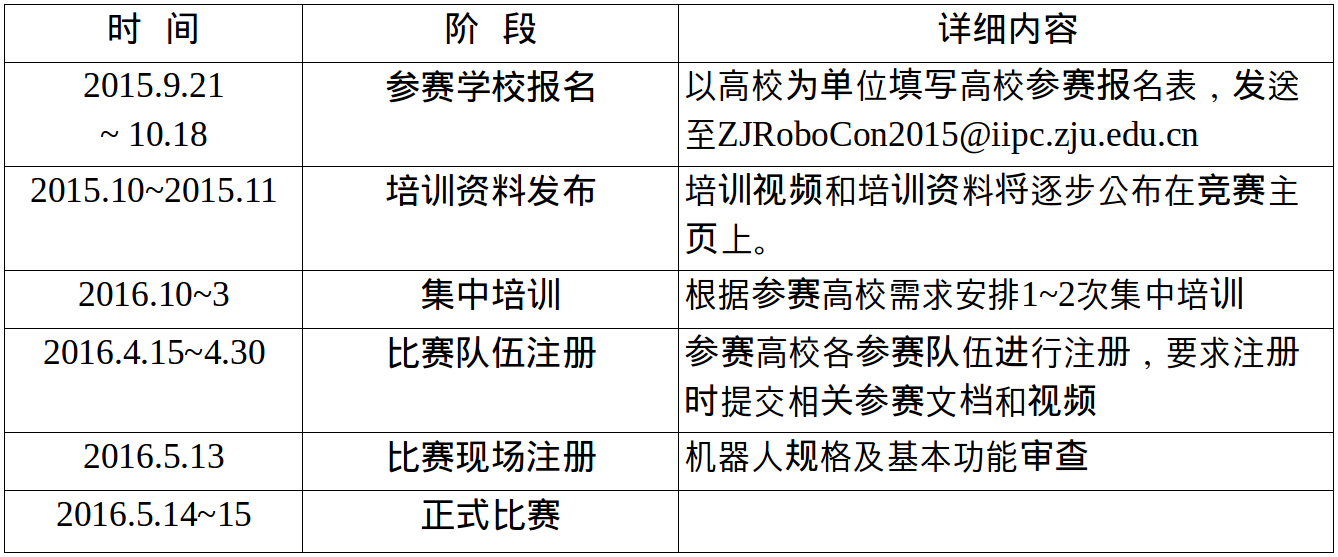 时 间 阶 段 详细内容
2015.9.21 参赛学校报名 以高校为单位填写高校参赛报名表，发送
~ 10.18 至ZJRoboCon2015@iipc.zju.edu.cn
2015.10~2015.11 培训资料发布 培训视频和培训资料将逐步公布在竞赛主
页上。
2016.10~3 集中培训 根据参赛高校需求安排1~2次集中培训
2016.4.15~4.30 比赛队伍注册 参赛高校各参赛队伍进行注册，要求注册
时提交相关参赛文档和视频
2016.5.13 比赛现场注册 机器人规格及基本功能审查
2016.5.14~15 正式比赛